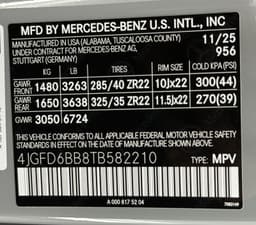 MFD BY MERCEDES-BENZ U.S. INTL., INC
MANUFACTURED IN USA (ALABAMA, TUSCALOOSA COUNTY) 11/25
UNDER CONTRACT FOR MERCEDES-BENZ AG, 956
STUTTGART (GERMANY)
KG LBS TIRES RIMS COLD KPA (PSI)
GAWR FRONT 1480 3263 285/40 ZR22 10Jx22 300(44)
GAWR REAR 1650 3638 325/35 ZR22 11.5Jx22 270(39)
GVWR 3050 6724
THIS VEHICLE CONFORMS TO ALL APPLICABLE FEDERAL MOTOR VEHICLE SAFETY
STANDARDS IN EFFECT ON THE DATE OF MANUFACTURE SHOWN ABOVE.
4JGFD6BB8TB582210 TYPE: MPV
A 000 817 52 04